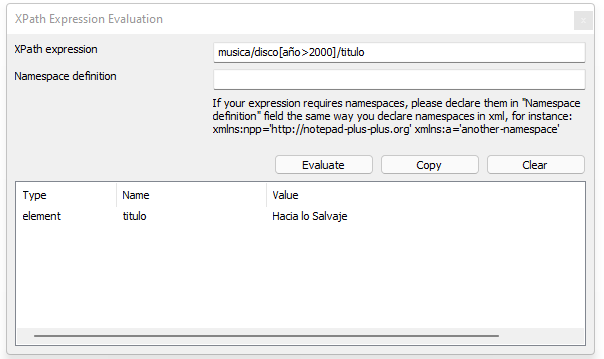 XPath Expression Evaluation
x
XPath expression
musica/disco[año>2000]/titulo
Namespace definition
If your expression requires namespaces, please declare them in "Namespace
definition" field the same way you declare namespaces in xml, for instance:
xmlns:npp='http://notepad-plus-plus.org' xmlns:a='another-namespace'
Evaluate Copy Clear
Type Name Value
element titulo Hacia lo Salvaje